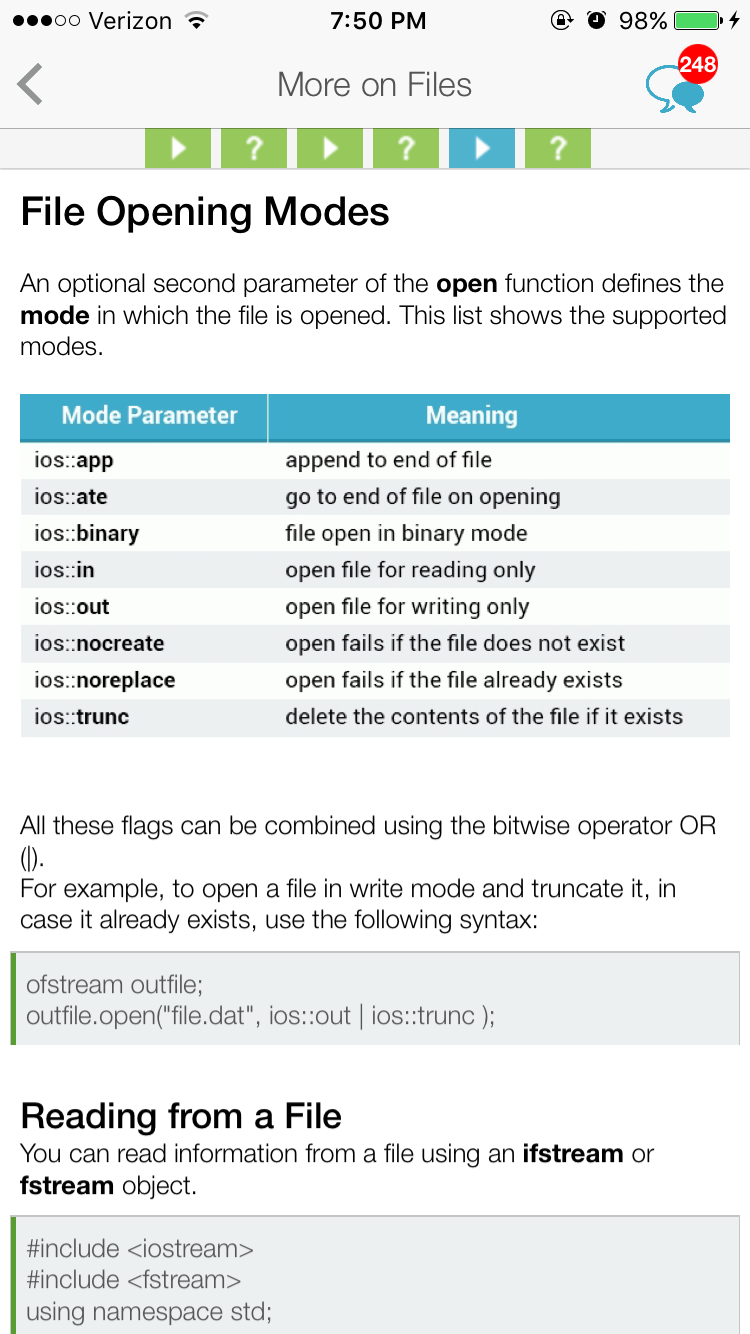 Verizon 7:50 PM 98%
More on Files 248
? ? ?
File Opening Modes
An optional second parameter of the open function defines the
mode in which the file is opened. This list shows the supported
modes.
Mode Parameter Meaning
ios::app append to end of file
ios::ate go to end of file on opening
ios::binary file open in binary mode
ios::in open file for reading only
ios::out open file for writing only
ios::nocreate open fails if the file does not exist
ios::noreplace open fails if the file already exists
ios::trunc delete the contents of the file if it exists
All these flags can be combined using the bitwise operator OR
(|).
For example, to open a file in write mode and truncate it, in
case it already exists, use the following syntax:
ofstream outfile;
outfile.open("file.dat", ios::out | ios::trunc );
Reading from a File
You can read information from a file using an ifstream or
fstream object.
#include <iostream>
#include <fstream>
using namespace std;